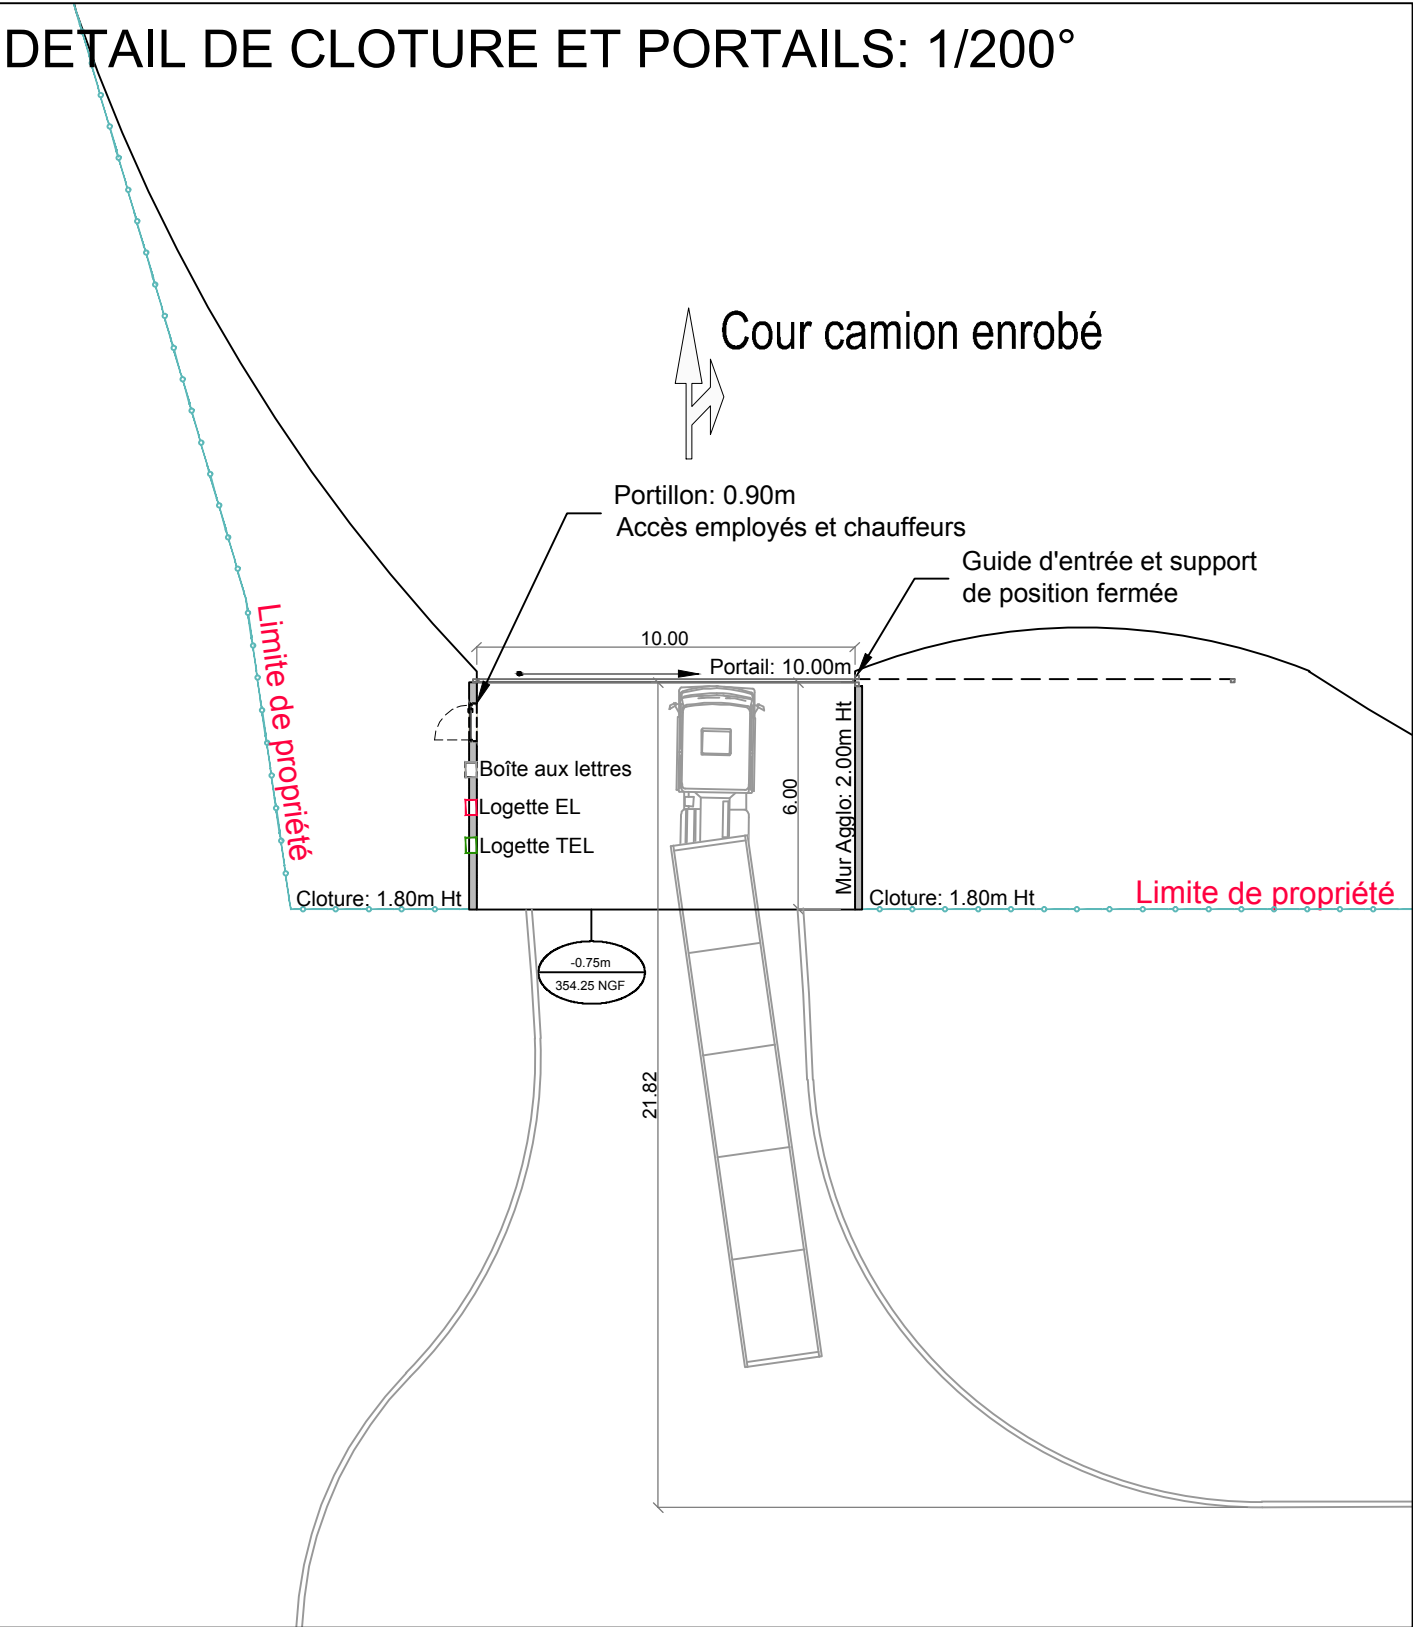 DETAIL DE CLOTURE ET PORTAILS: 1/200°
Cour camion enrobé
Portillon: 0.90m
Accès employés et chauffeurs
Guide d'entrée et support
de position fermée
Limite de propriété
10.00
Portail: 10.00m
Mur Agglo: 2.00m Ht
6.00
Boîte aux lettres
Logette EL
Logette TEL
Cloture: 1.80m Ht
Cloture: 1.80m Ht
Limite de propriété
-0.75m
354.25 NGF
21.82